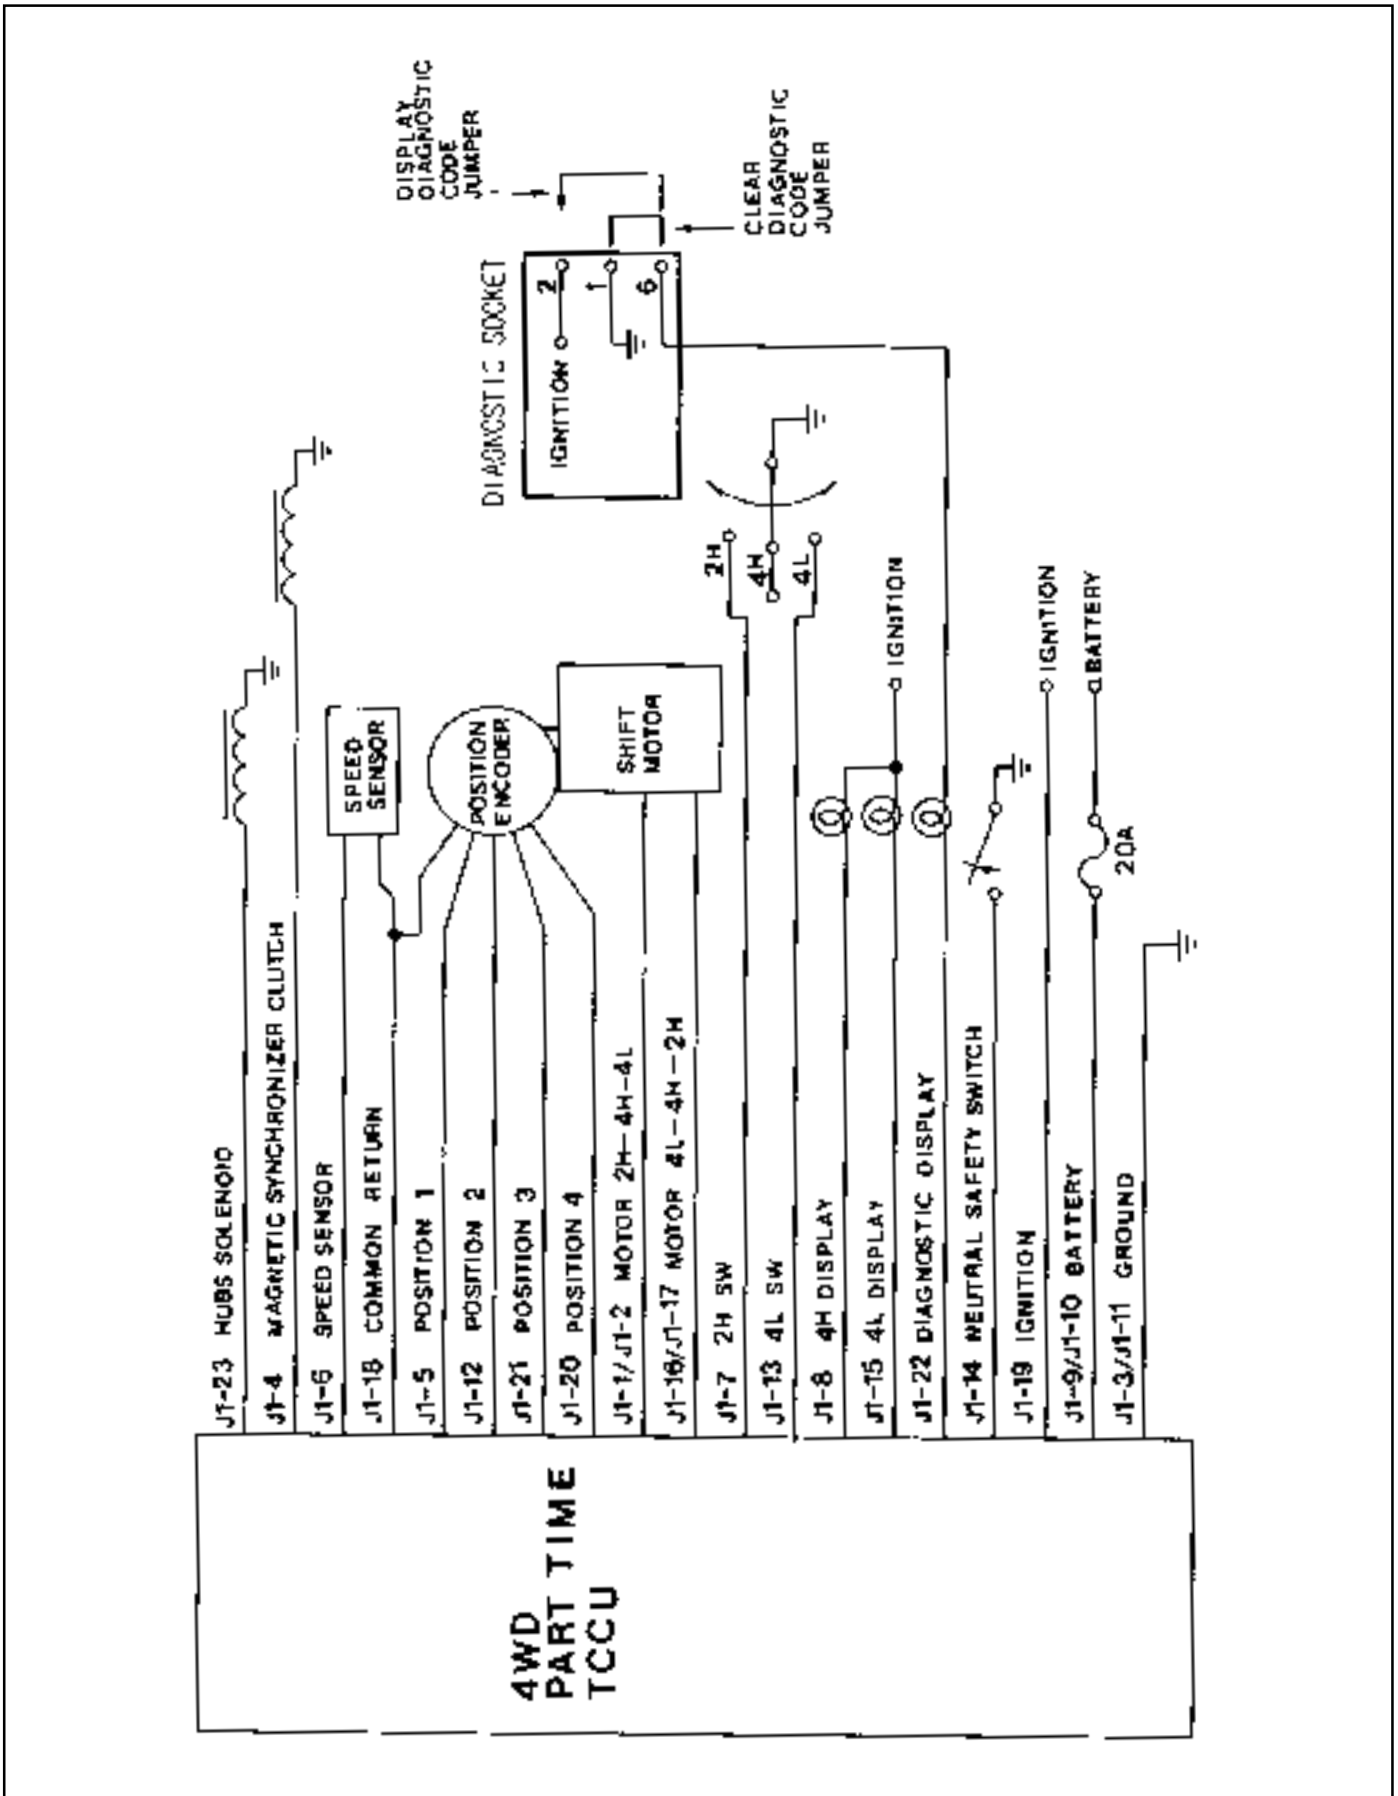 DISPLAY
DIAGNOSTIC
CODE
JUMPER
CLEAR
DIAGNOSTIC
CODE
JUMPER
DIAGNOSTIC SOCKET
2
1
6
IGNITION
2H
4H
4L
SPEED
SENSOR
POSITION
ENCODER
SHIFT
MOTOR
IGNITION
IGNITION
BATTERY
20A
J1-23 HUBS SOLENOID
J1-4 MAGNETIC SYNCHRONIZER CLUTCH
J1-6 SPEED SENSOR
J1-18 COMMON RETURN
J1-5 POSITION 1
J1-12 POSITION 2
J1-21 POSITION 3
J1-20 POSITION 4
J1-1/J1-2 MOTOR 2H-4H-4L
J1-16/J1-17 MOTOR 4L-4H-2H
J1-7 2H SW
J1-13 4L SW
J1-8 4H DISPLAY
J1-15 4L DISPLAY
J1-22 DIAGNOSTIC DISPLAY
J1-14 NEUTRAL SAFETY SWITCH
J1-19 IGNITION
J1-9/J1-10 BATTERY
J1-3/J1-11 GROUND
4WD
PART TIME
TCCU